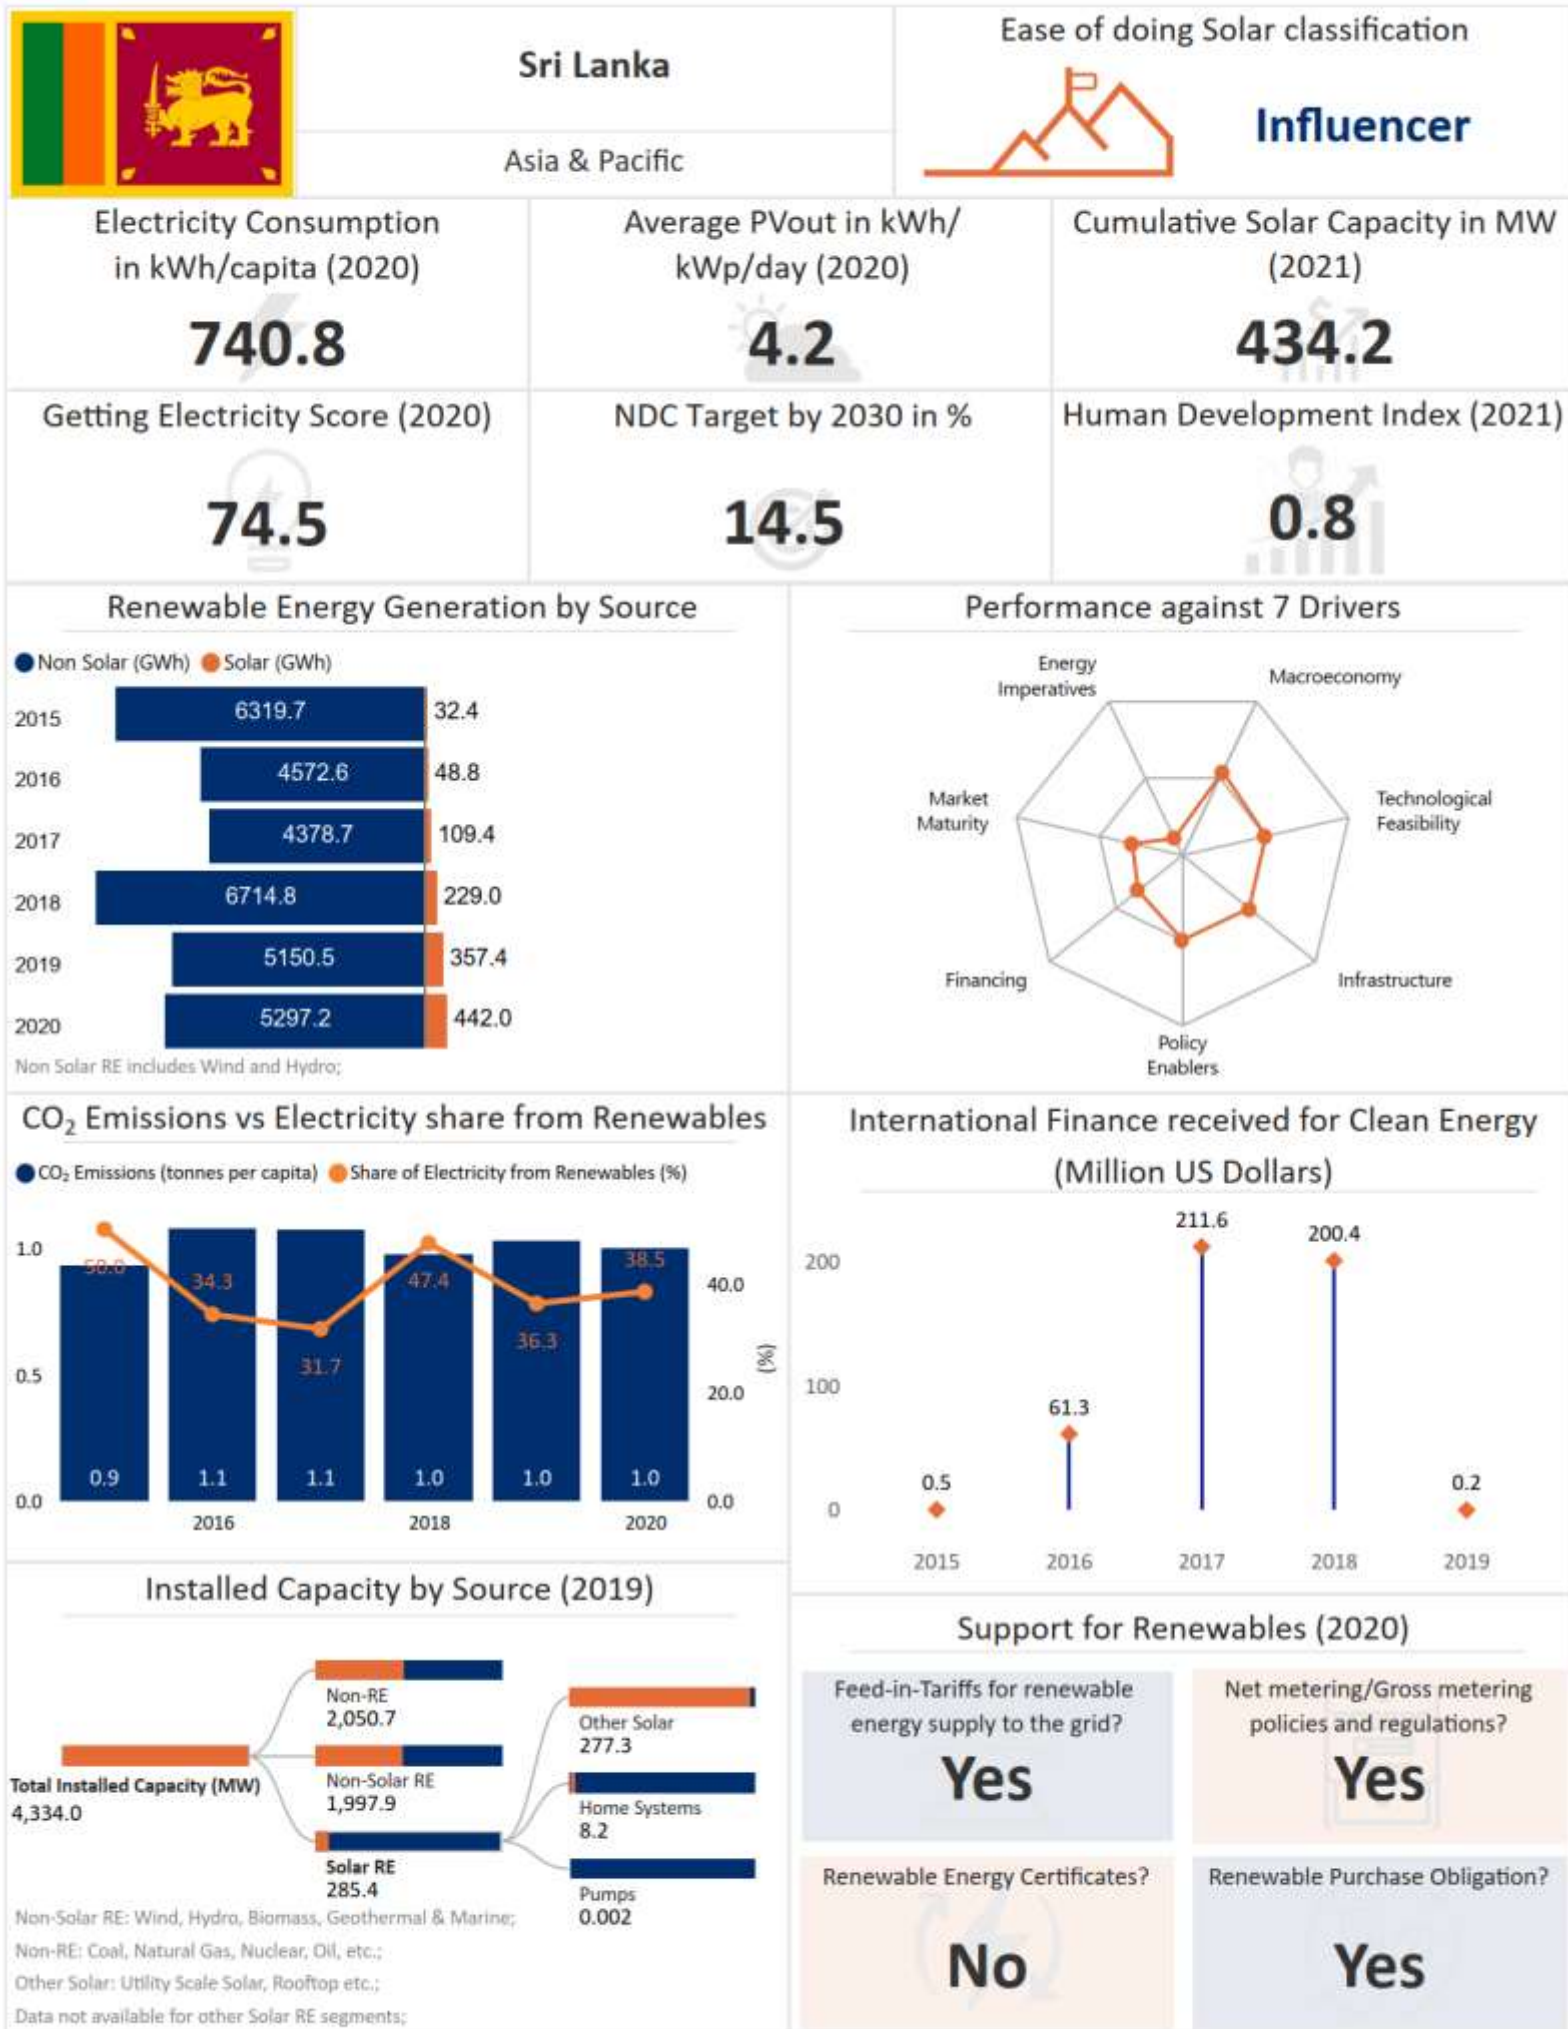 Sri Lanka
Asia & Pacific
Ease of doing Solar classification
Influencer
Electricity Consumption
in kWh/capita (2020)
740.8
Average PVout in kWh/
kWp/day (2020)
4.2
Cumulative Solar Capacity in MW
(2021)
434.2
Getting Electricity Score (2020)
74.5
NDC Target by 2030 in %
14.5
Human Development Index (2021)
0.8
Renewable Energy Generation by Source
Non Solar (GWh) Solar (GWh)
2015 6319.7 32.4
2016 4572.6 48.8
2017 4378.7 109.4
2018 6714.8 229.0
2019 5150.5 357.4
2020 5297.2 442.0
Non Solar RE includes Wind and Hydro;
Performance against 7 Drivers
Energy
Imperatives
Macroeconomy
Market
Maturity
Technological
Feasibility
Financing
Infrastructure
Policy
Enablers
CO₂ Emissions vs Electricity share from Renewables
CO₂ Emissions (tonnes per capita) Share of Electricity from Renewables (%)
1.0
0.5
0.0
50.0
34.3
31.7
47.4
36.3
38.5
40.0
20.0
0.0
(%)
0.9 1.1 1.1 1.0 1.0 1.0
2016 2018 2020
International Finance received for Clean Energy
(Million US Dollars)
200
100
0
0.5
61.3
211.6
200.4
0.2
2015 2016 2017 2018 2019
Installed Capacity by Source (2019)
Total Installed Capacity (MW)
4,334.0
Non-RE
2,050.7
Non-Solar RE
1,997.9
Solar RE
285.4
Other Solar
277.3
Home Systems
8.2
Pumps
0.002
Non-Solar RE: Wind, Hydro, Biomass, Geothermal & Marine;
Non-RE: Coal, Natural Gas, Nuclear, Oil, etc.;
Other Solar: Utility Scale Solar, Rooftop etc.;
Data not available for other Solar RE segments;
Support for Renewables (2020)
Feed-in-Tariffs for renewable
energy supply to the grid?
Yes
Net metering/Gross metering
policies and regulations?
Yes
Renewable Energy Certificates?
No
Renewable Purchase Obligation?
Yes